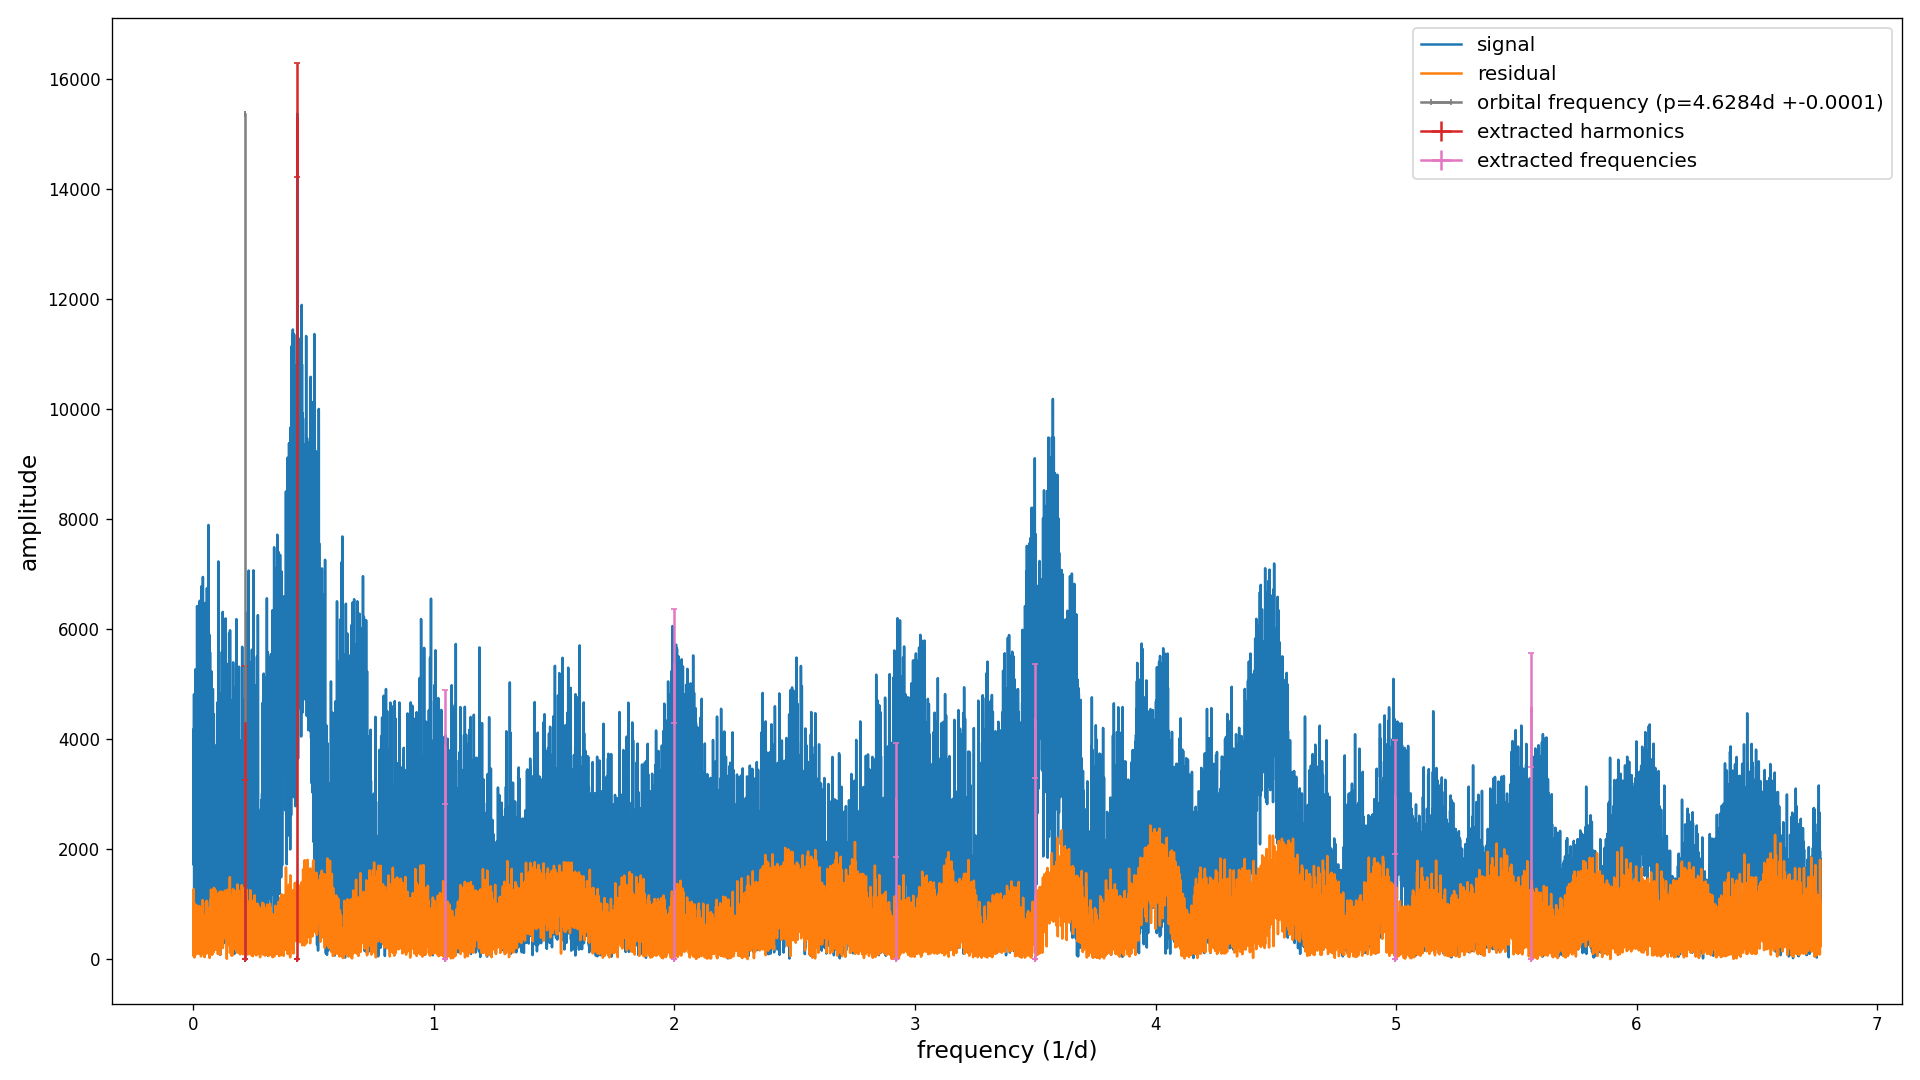 signal
residual
orbital frequency (p=4.6284d +-0.0001)
extracted harmonics
extracted frequencies
16000
14000
12000
10000
8000
6000
4000
2000
0
amplitude
0 1 2 3 4 5 6 7
frequency (1/d)